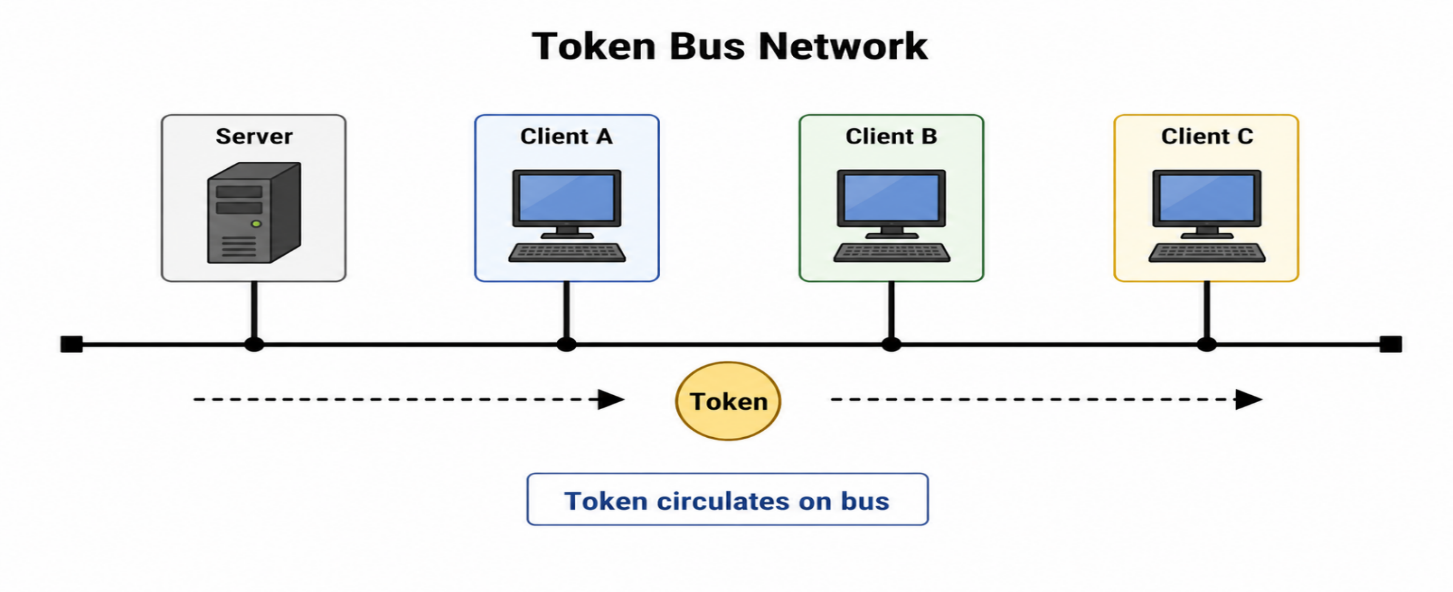 Token Bus Network
Server
Client A
Client B
Client C
Token
Token circulates on bus